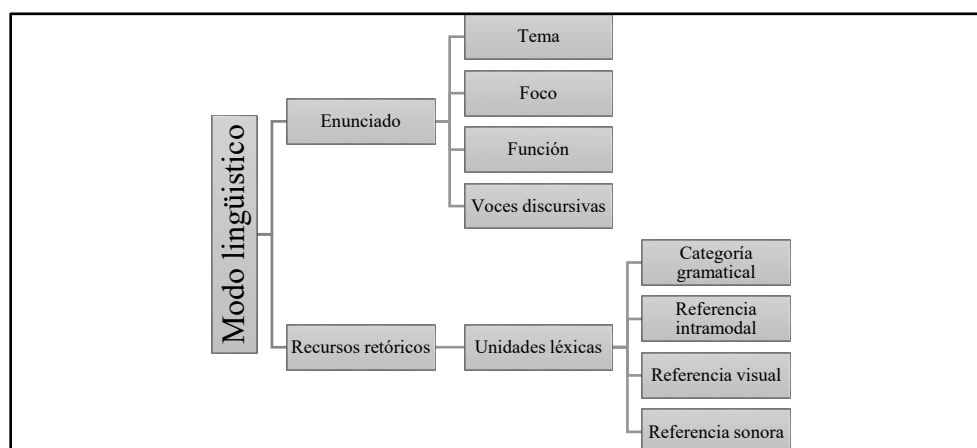 Modo lingüistico
Enunciado
Tema
Foco
Función
Voces discursivas
Recursos retóricos
Unidades léxicas
Categoría
gramatical
Referencia
intramodal
Referencia visual
Referencia sonora